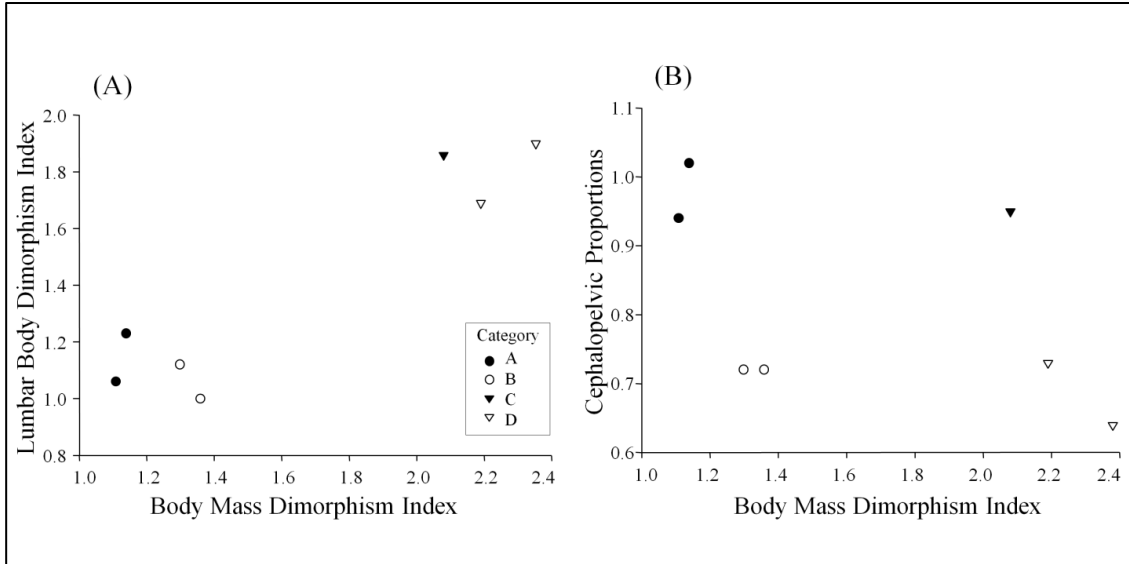 (A)
Lumbar Body Dimorphism Index
2.0
1.8
1.6
1.4
1.2
1.0
0.8
1.0 1.2 1.4 1.6 1.8 2.0 2.2 2.4
Body Mass Dimorphism Index
Category
A
B
C
D
(B)
Cephalopelvic Proportions
1.1
1.0
0.9
0.8
0.7
0.6
1.0 1.2 1.4 1.6 1.8 2.0 2.2 2.4
Body Mass Dimorphism Index